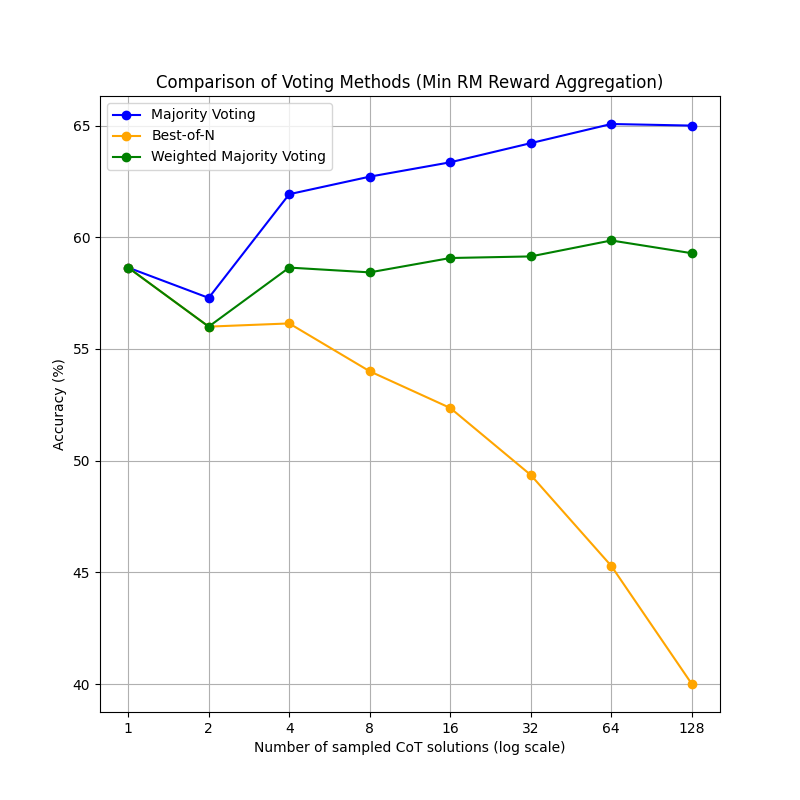 Comparison of Voting Methods (Min RM Reward Aggregation)
Majority Voting
Best-of-N
Weighted Majority Voting
Accuracy (%)
65
60
55
50
45
40
1 2 4 8 16 32 64 128
Number of sampled CoT solutions (log scale)